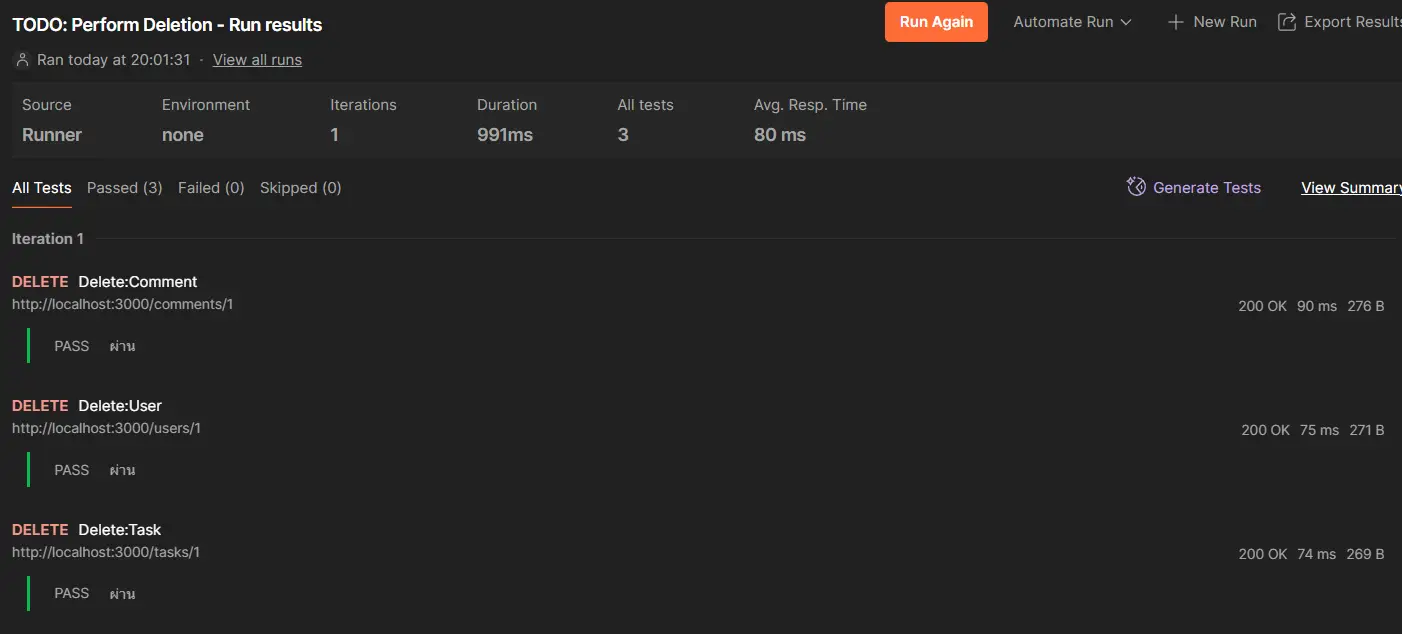 TODO: Perform Deletion - Run results
Run Again
Automate Run
New Run
Export Results
Ran today at 20:01:31 · View all runs
Source Environment Iterations Duration All tests Avg. Resp. Time
Runner none 1 991ms 3 80 ms
All Tests Passed (3) Failed (0) Skipped (0)
Generate Tests
View Summary
Iteration 1
DELETE Delete:Comment
http://localhost:3000/comments/1
200 OK 90 ms 276 B
PASS ผ่าน
DELETE Delete:User
http://localhost:3000/users/1
200 OK 75 ms 271 B
PASS ผ่าน
DELETE Delete:Task
http://localhost:3000/tasks/1
200 OK 74 ms 269 B
PASS ผ่าน